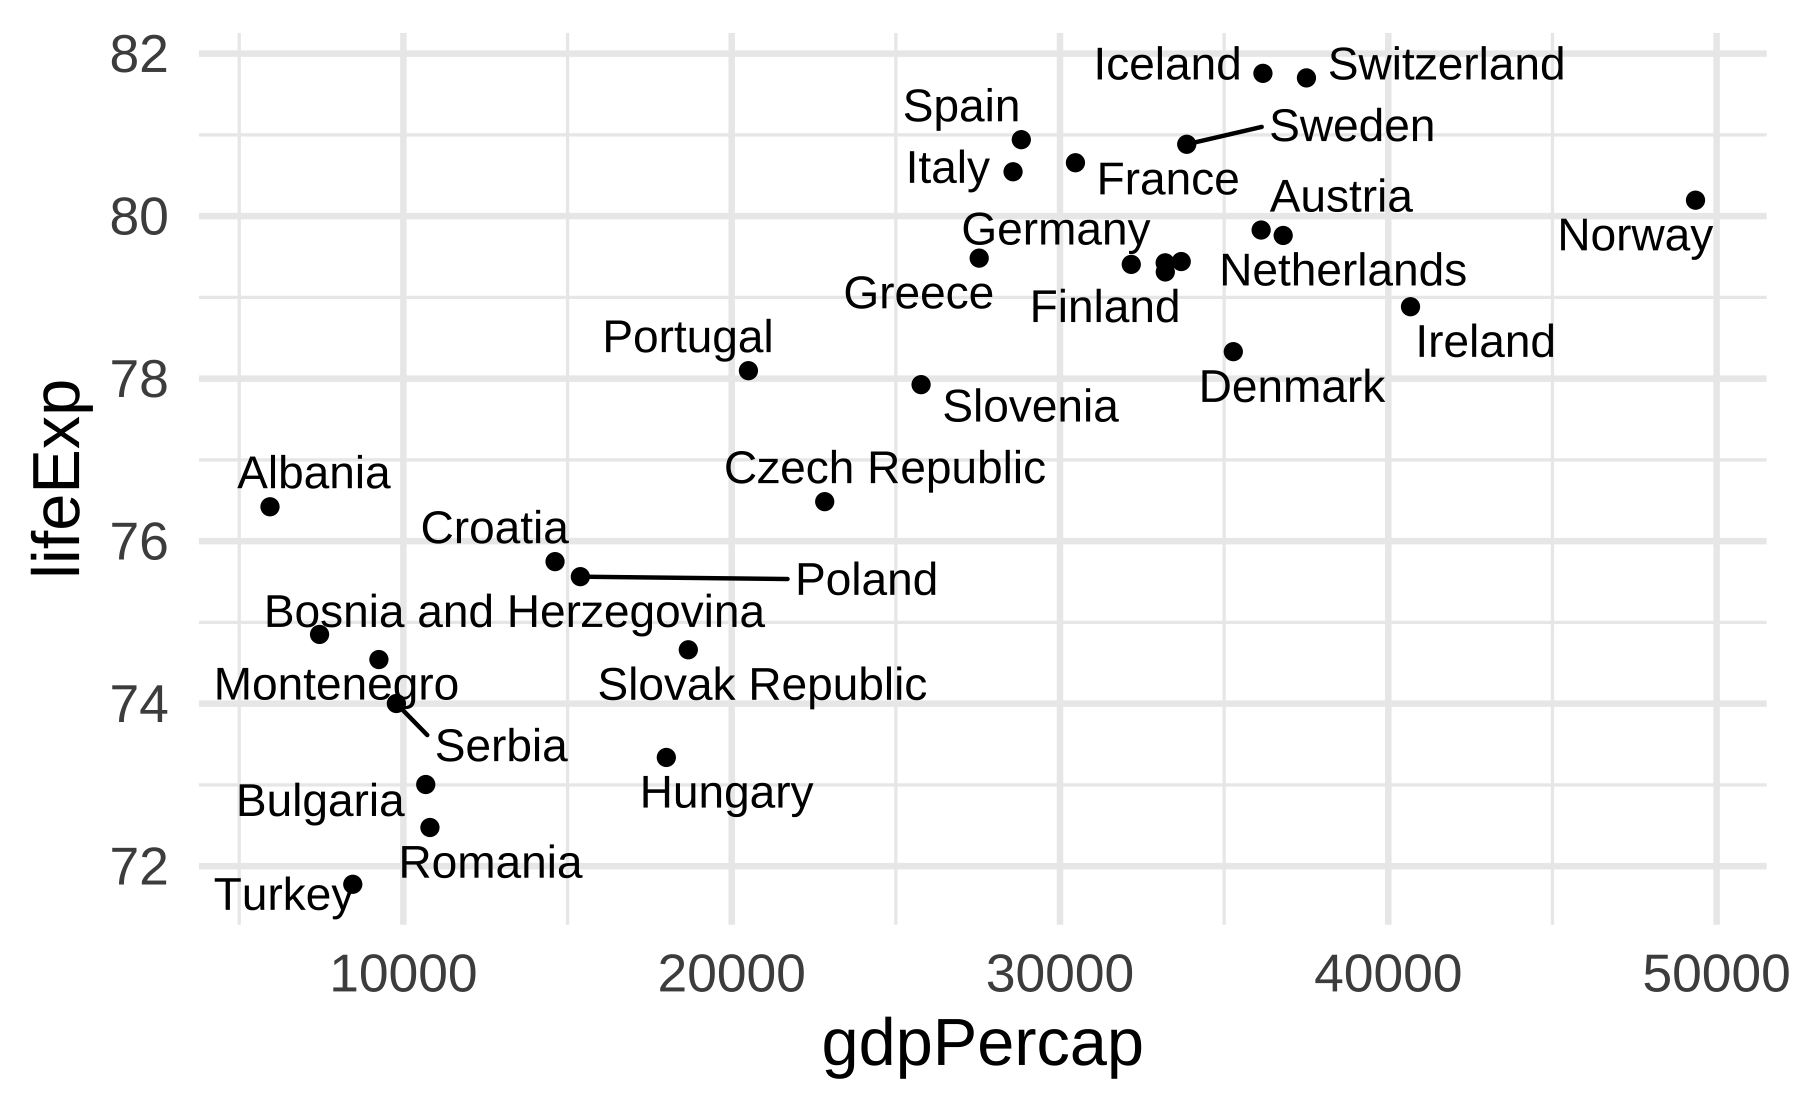 82
Iceland
Switzerland
Spain
Sweden
Italy
France
Austria
80
Germany
Norway
Netherlands
Greece
Finland
Portugal
Ireland
78
Denmark
Slovenia
Albania
Czech Republic
Croatia
76
Poland
Bosnia and Herzegovina
Montenegro
Slovak Republic
74
Serbia
Hungary
Bulgaria
Romania
72
Turkey
lifeExp
10000
20000
30000
40000
50000
gdpPercap